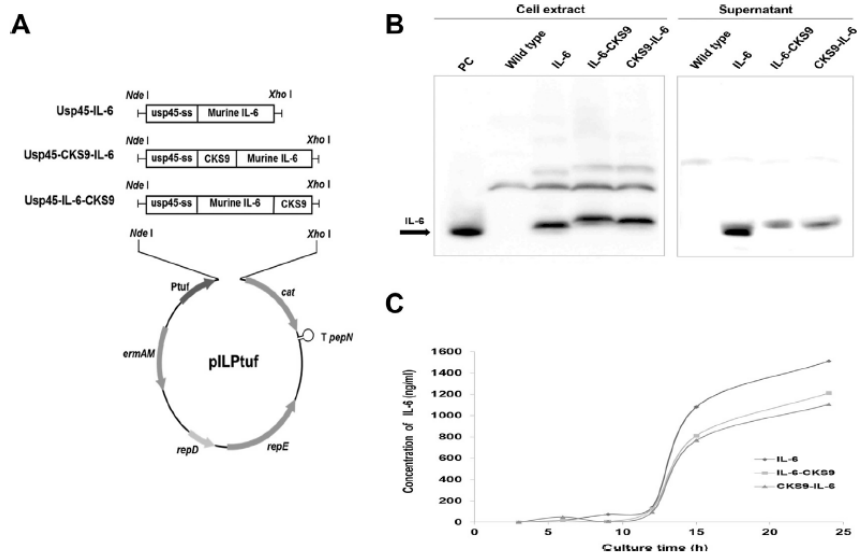 A
Nde I
Xho I
Usp45-IL-6
usp45-ss
Murine IL-6
Nde I
Xho I
Usp45-CKS9-IL-6
usp45-ss
CKS9
Murine IL-6
Nde I
Xho I
Usp45-IL-6-CKS9
usp45-ss
Murine IL-6
CKS9
Nde I
Xho I
Ptuf
cat
T pepN
ermAM
pILPtuf
repD
repE
B
Cell extract
Supernatant
PC
Wild type
IL-6
IL-6-CKS9
CKS9-IL-6
Wild type
IL-6
IL-6-CKS9
CKS9-IL-6
IL-6
C
Concentration of IL-6 (ng/ml)
1600
1400
1200
1000
800
600
400
200
0
0
5
10
15
20
25
Culture time (h)
IL-6
IL-6-CKS9
CKS9-IL-6